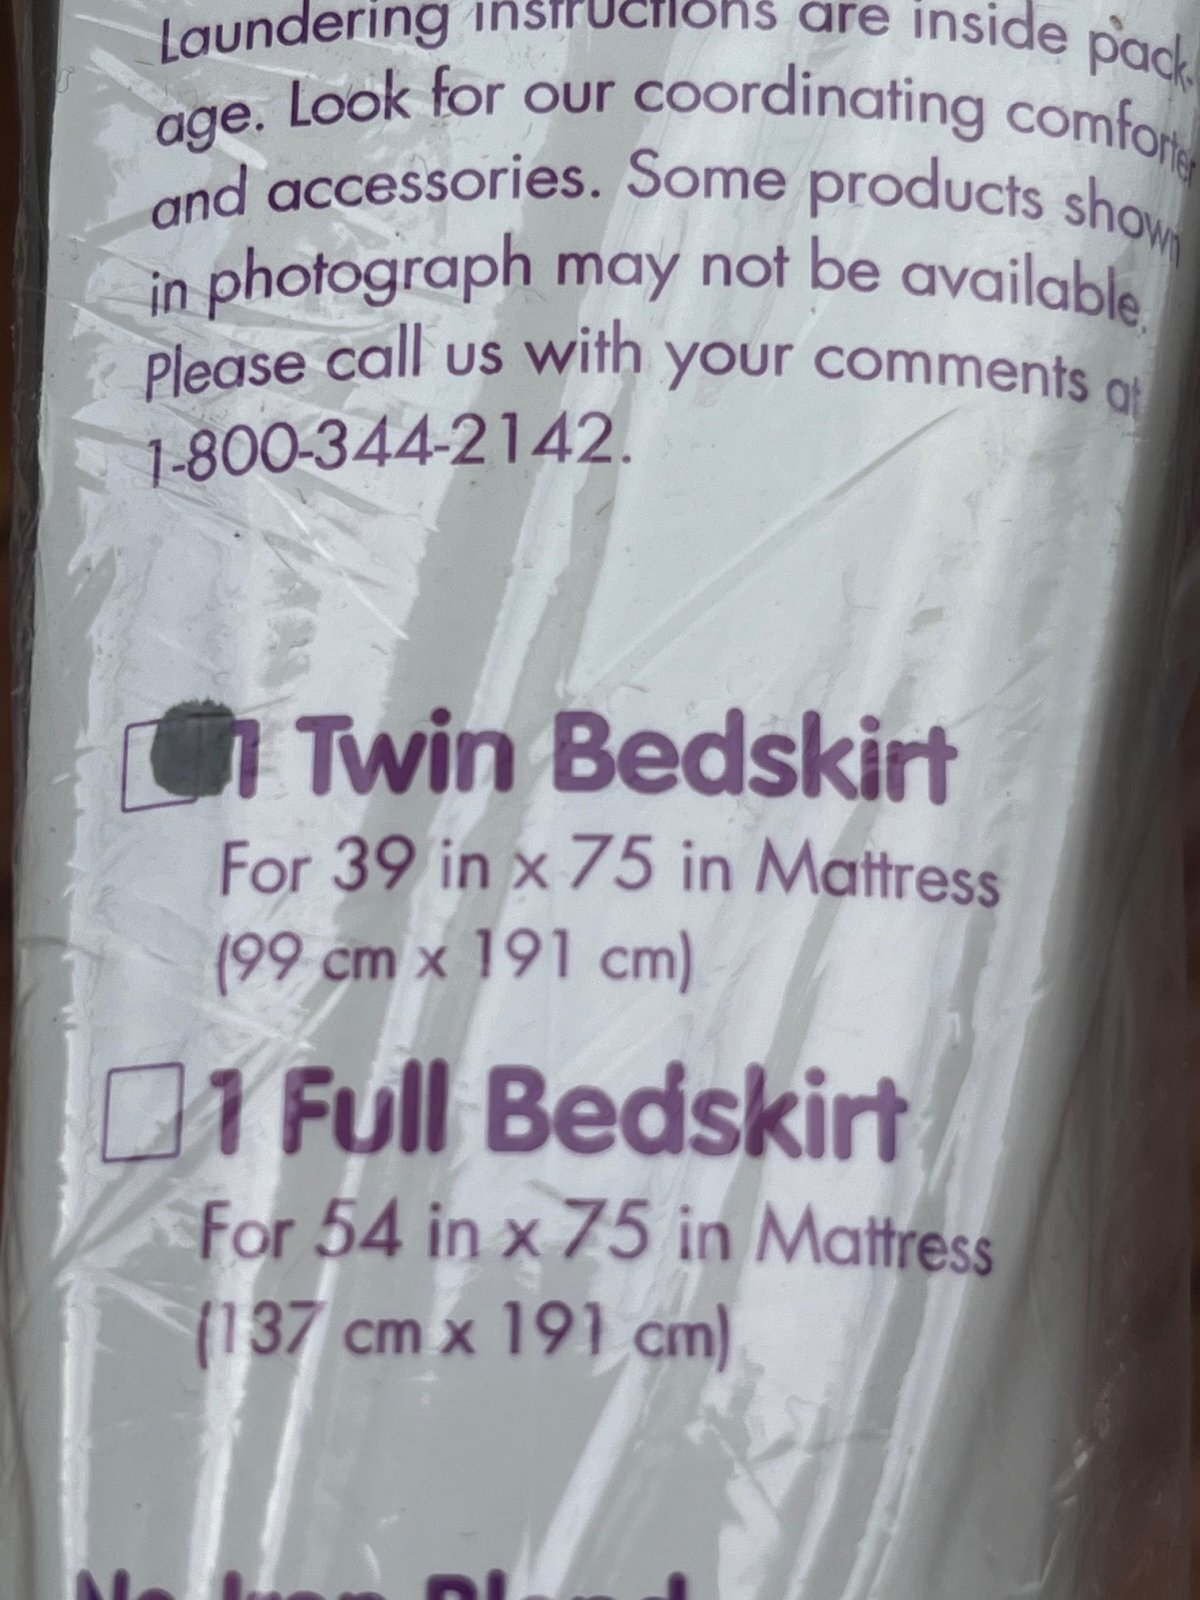 Laundering instructions are inside pack-
age. Look for our coordinating comforter
and accessories. Some products shown
in photograph may not be available.
Please call us with your comments at
1-800-344-2142.
1 Twin Bedskirt
For 39 in x 75 in Mattress
(99 cm x 191 cm)
1 Full Bedskirt
For 54 in x 75 in Mattress
(137 cm x 191 cm)
No Iron Blend